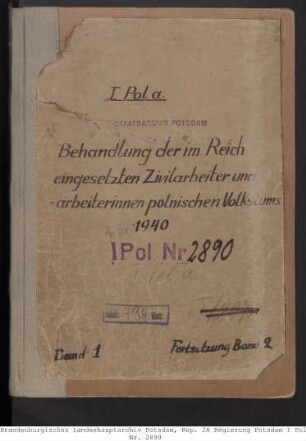 I Pol a.
STAATSARCHIV POTSDAM
Behandlung der im Reich
eingesetzten Zivilarbeiter und
-arbeiterinnen polnischen Volkstums
1940
I Pol Nr 2890
Band 1
Fortsetzung Band 2
Brandenburgisches Landeshauptarchiv Potsdam, Rep. 2A Regierung Potsdam I Pol
Nr. 2890